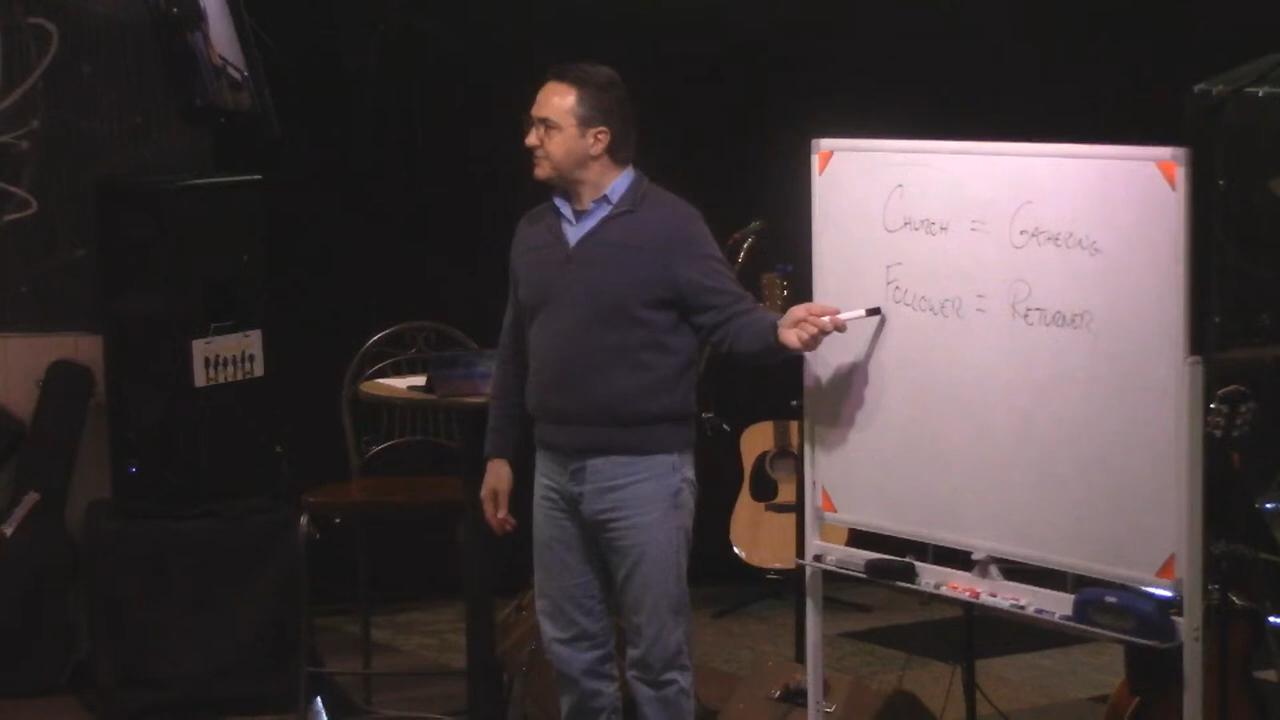 CHURCH = GATHERING
FOLLOWER = RETURNER